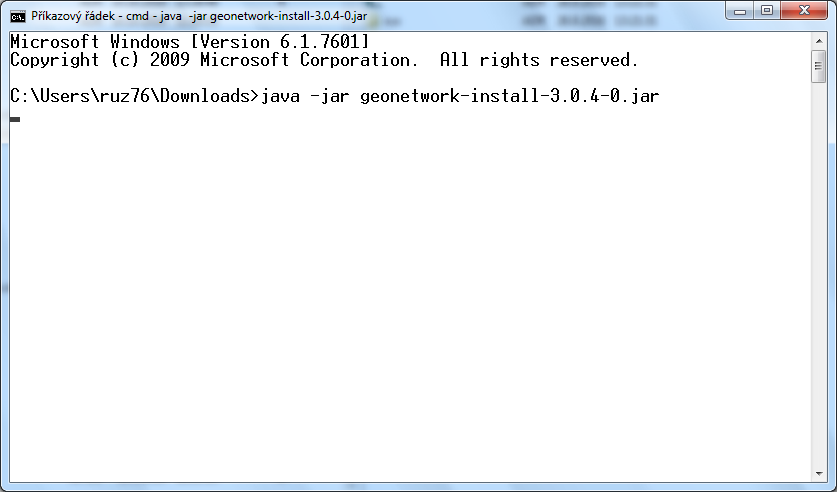 Příkazový řádek - cmd - java  -jar geonetwork-install-3.0.4-0.jar
Microsoft Windows [Version 6.1.7601]
Copyright (c) 2009 Microsoft Corporation.  All rights reserved.
C:\Users\ruz76\Downloads>java -jar geonetwork-install-3.0.4-0.jar